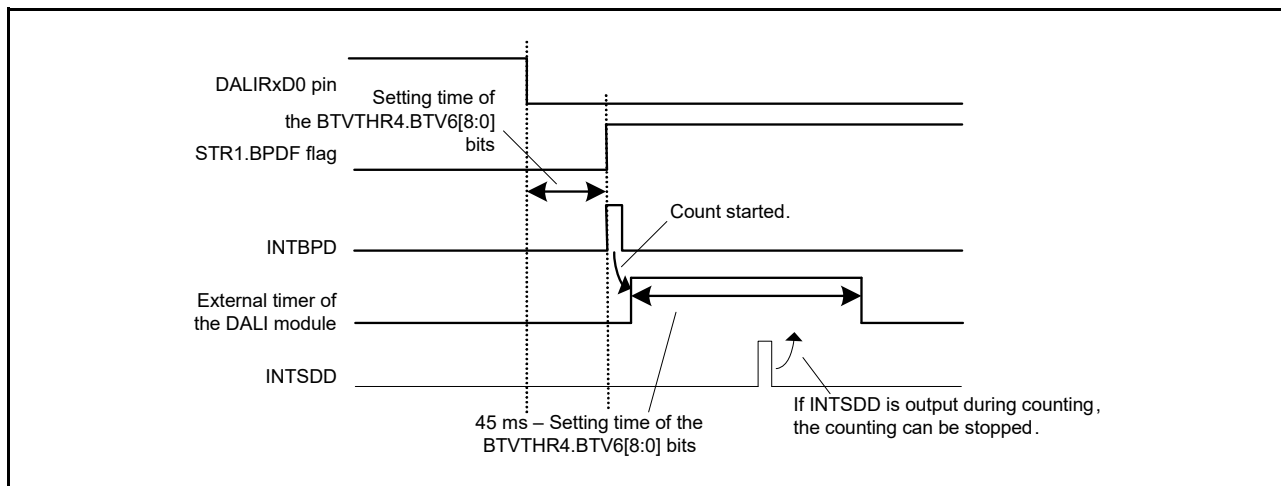 DALIRxD0 pin
Setting time of
the BTVTHR4.BTV6[8:0]
bits
STR1.BPDF flag
Count started.
INTBPD
External timer of
the DALI module
INTSDD
45 ms – Setting time of the
BTVTHR4.BTV6[8:0] bits
If INTSDD is output during counting,
the counting can be stopped.